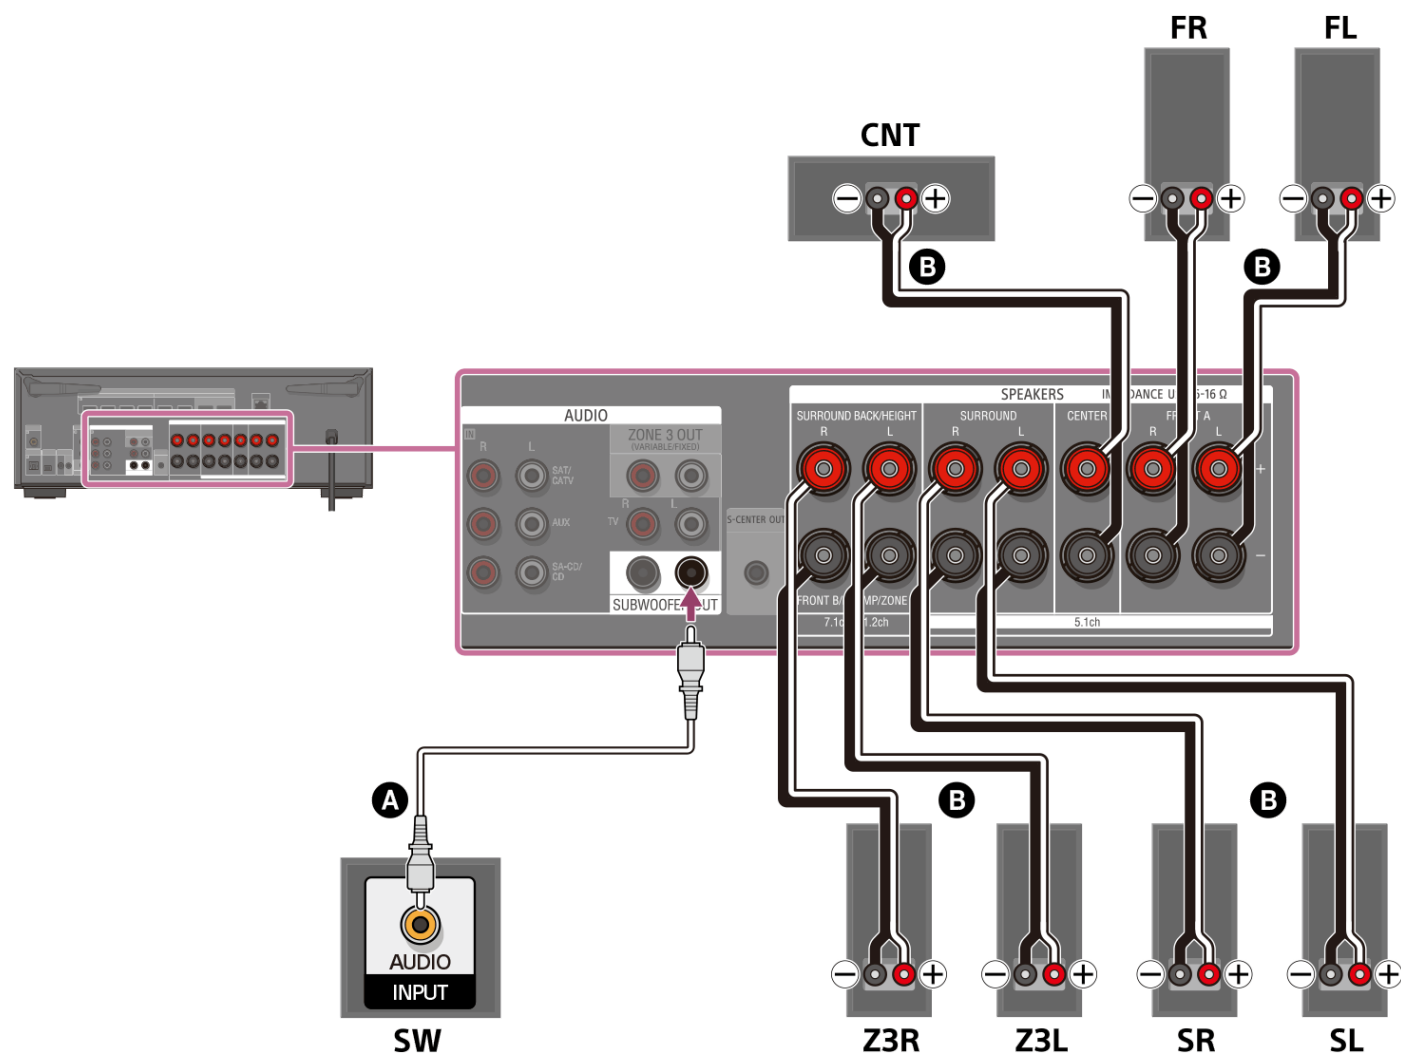 FR
FL
CNT
− +
− +
− +
B
B
SPEAKERS
AUDIO
SURROUND BACK/HEIGHT
SURROUND
CENTER
R
L
R
L
R
L
IN
R
L
ZONE 3 OUT
(VARIABLE/FIXED)
SAT/
CATV
+
R
L
TV
AUX
S-CENTER OUT
SA-CD/
CD
−
5.1ch
A
B
B
AUDIO
INPUT
− +
− +
− +
− +
SW
Z3R
Z3L
SR
SL